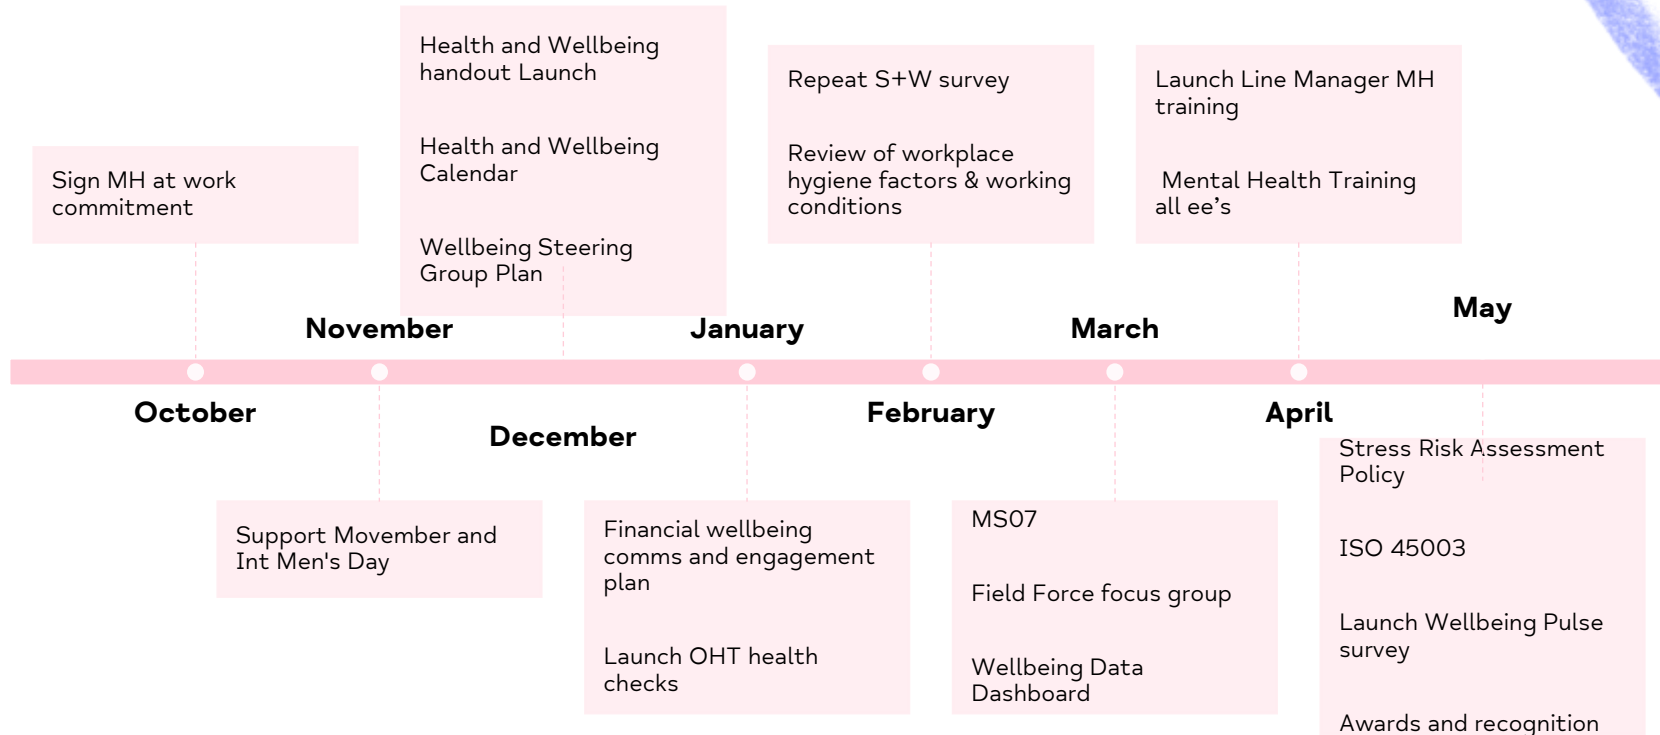 Health and Wellbeing
handout Launch
Health and Wellbeing
Calendar
Wellbeing Steering
Group Plan
Repeat S+W survey
Review of workplace
hygiene factors & working
conditions
Launch Line Manager MH
training
Mental Health Training
all ee’s
Sign MH at work
commitment
November
January
March
May
October
December
February
April
Support Movember and
Int Men's Day
Financial wellbeing
comms and engagement
plan
Launch OHT health
checks
MS07
Field Force focus group
Wellbeing Data
Dashboard
Stress Risk Assessment
Policy
ISO 45003
Launch Wellbeing Pulse
survey
Awards and recognition